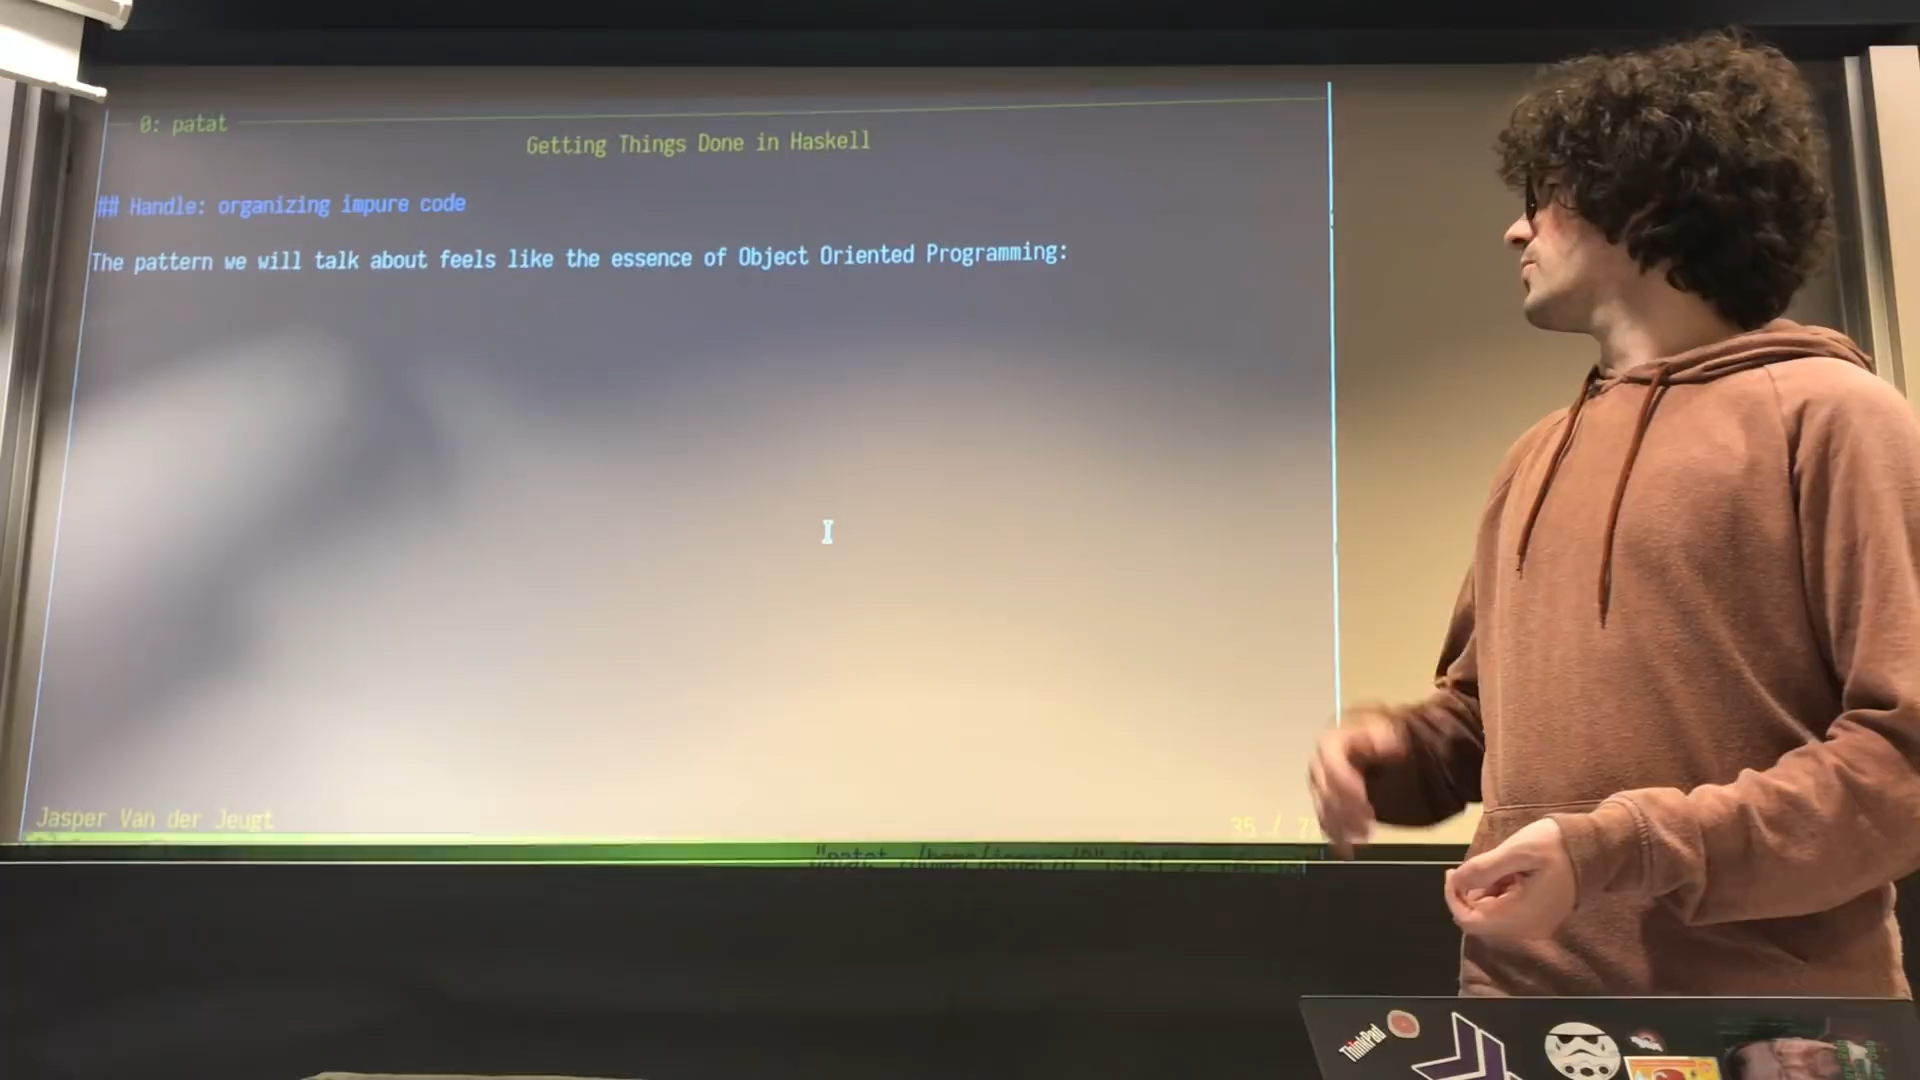 0: patat
Getting Things Done in Haskell
## Handle: organizing impure code
The pattern we will talk about feels like the essence of Object Oriented Programming:
Jasper Van der Jeugt
35 /
ThinkPad